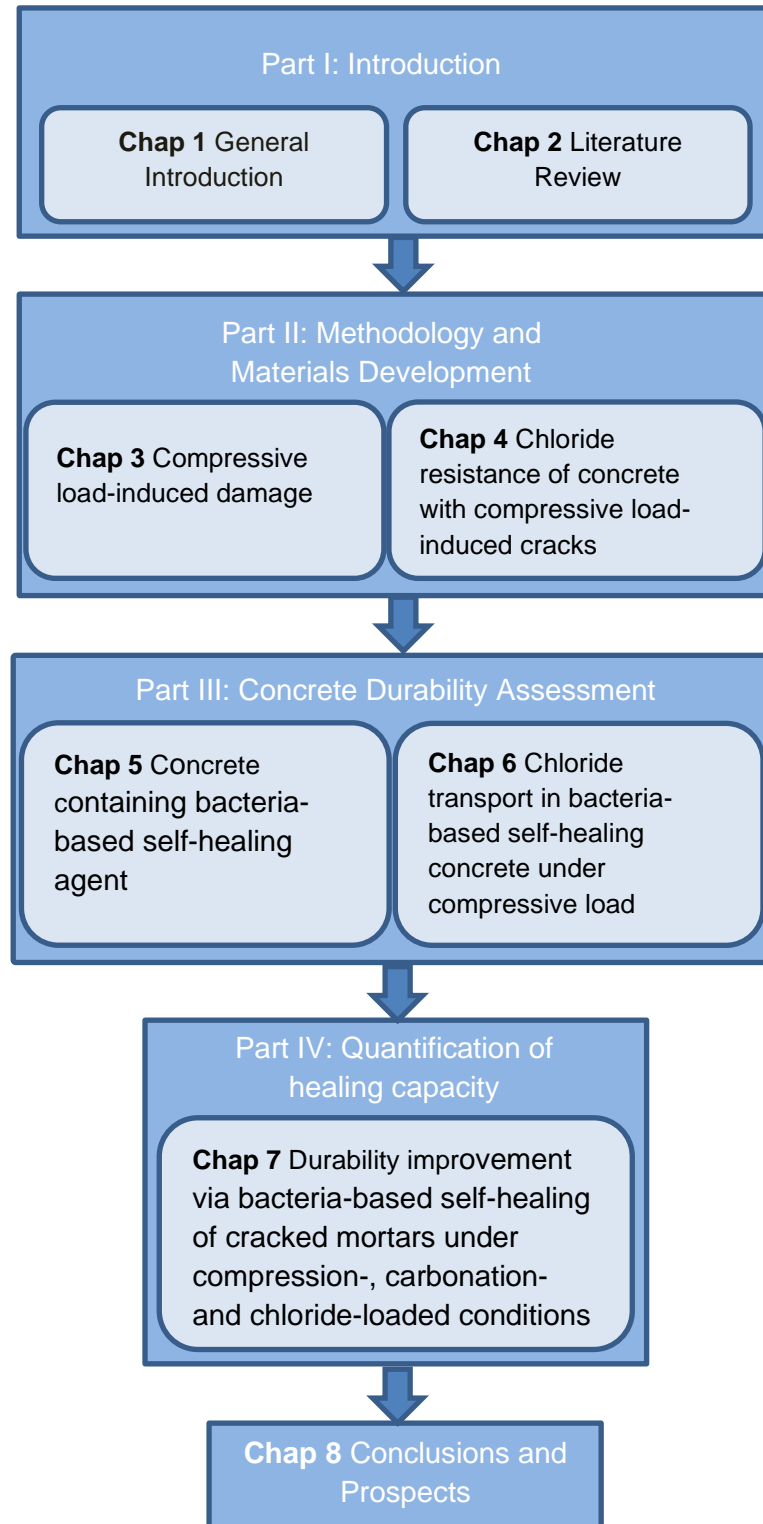 Part I: Introduction
Chap 1 General
Introduction
Chap 2 Literature
Review
Part II: Methodology and
Materials Development
Chap 3 Compressive
load-induced damage
Chap 4 Chloride
resistance of concrete
with compressive load-
induced cracks
Part III: Concrete Durability Assessment
Chap 5 Concrete
containing bacteria-
based self-healing
agent
Chap 6 Chloride
transport in bacteria-
based self-healing
concrete under
compressive load
Part IV: Quantification of
healing capacity
Chap 7 Durability improvement
via bacteria-based self-healing
of cracked mortars under
compression-, carbonation-
and chloride-loaded conditions
Chap 8 Conclusions and
Prospects